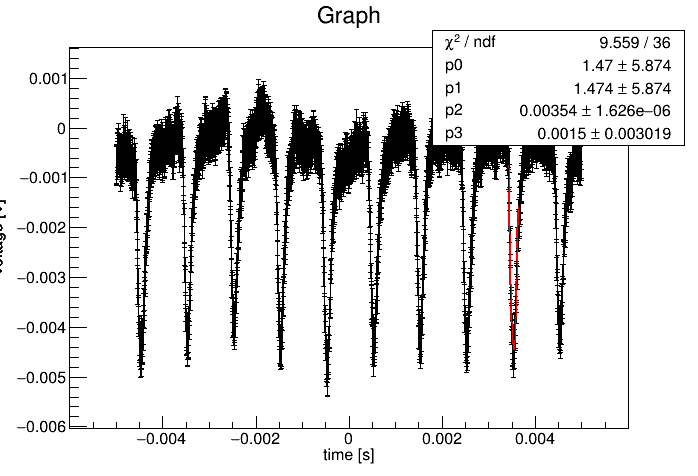 Graph
χ² / ndf 9.559 / 36
p0 1.47 ± 5.874
p1 1.474 ± 5.874
p2 0.00354 ± 1.626e−06
p3 0.0015 ± 0.003019
0.001
0
−0.001
−0.002
−0.003
−0.004
−0.005
−0.006
−0.004 −0.002 0 0.002 0.004
time [s]